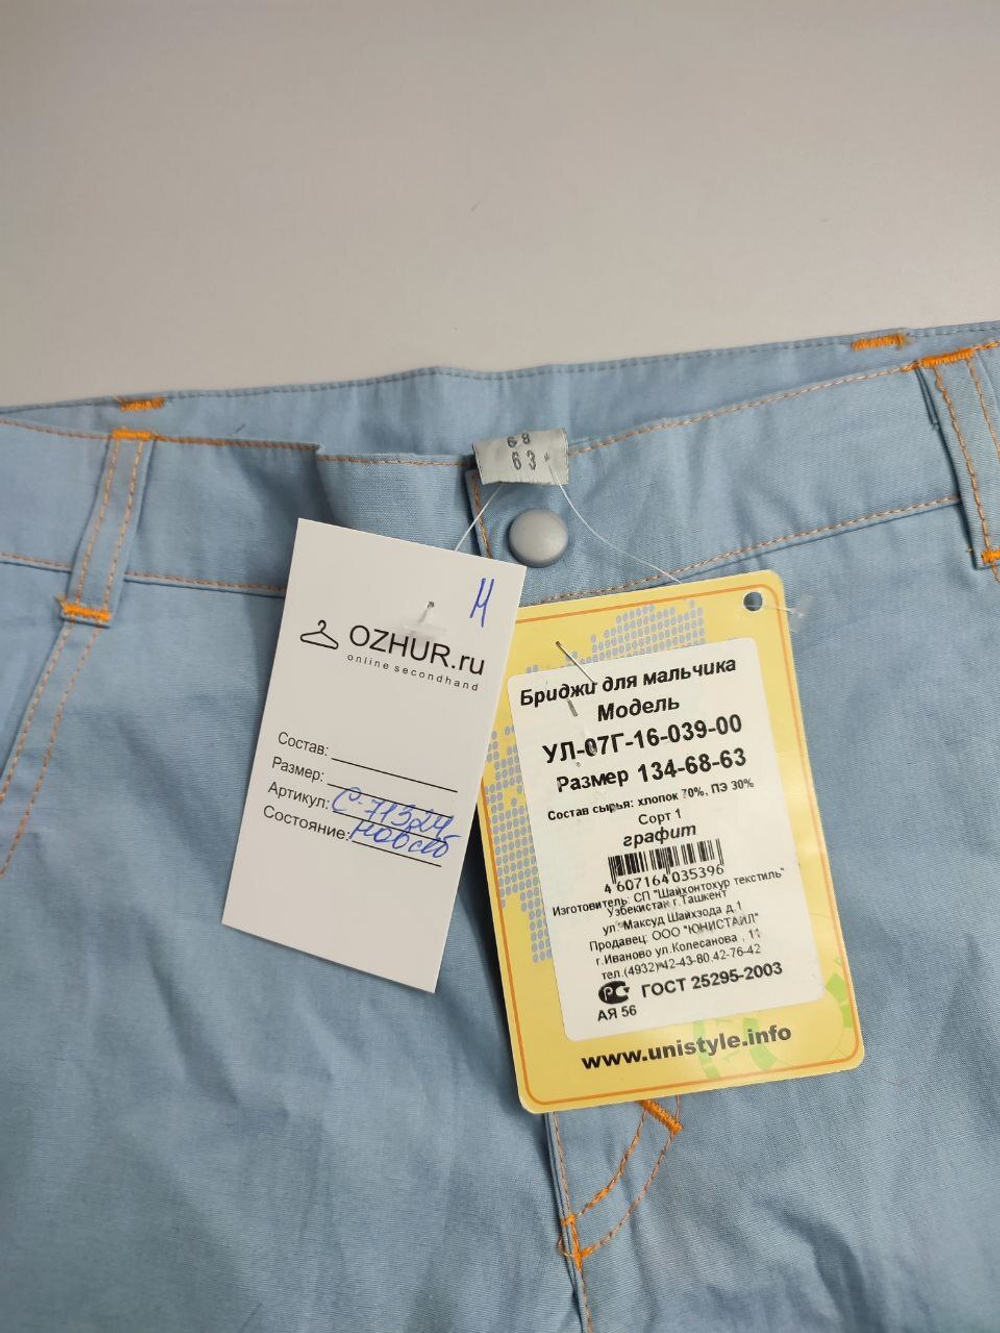 68
63
И
OZHUR.ru
online secondhand
Состав:
Размер:
Артикул: С-71324
Состояние: новое
Бриджи для мальчика
Модель
УЛ-07Г-16-039-00
Размер 134-68-63
Состав сырья: хлопок 70%, ПЭ 30%
Сорт 1
графит
4 607164 035396
Изготовитель: СП "Шайхонтохур текстиль"
Узбекистан г.Ташкент
ул. Максуд Шайхзода д.1
Продавец: ООО "ЮНИСТАЙЛ"
г.Иваново ул.Колесанова , 11
тел.(4932) 42-43-80,42-76-42
РС ГОСТ 25295-2003
АЯ 56
www.unistyle.info